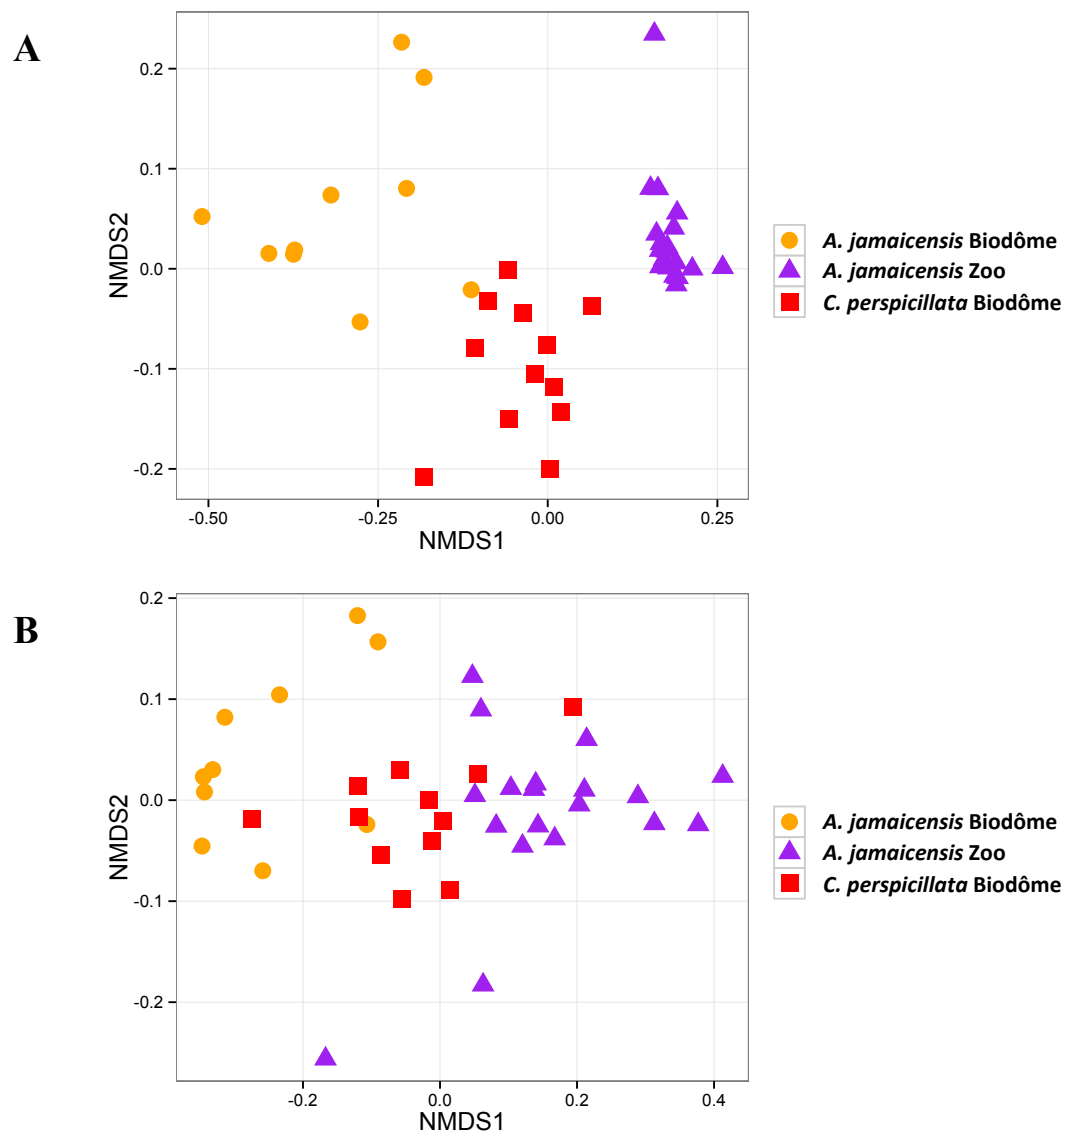 A
0.2
0.1
0.0
-0.1
-0.2
NMDS2
-0.50
-0.25
0.00
0.25
NMDS1
A. jamaicensis Biodôme
A. jamaicensis Zoo
C. perspicillata Biodôme
B
0.2
0.1
0.0
-0.1
-0.2
NMDS2
-0.2
0.0
0.2
0.4
NMDS1
A. jamaicensis Biodôme
A. jamaicensis Zoo
C. perspicillata Biodôme